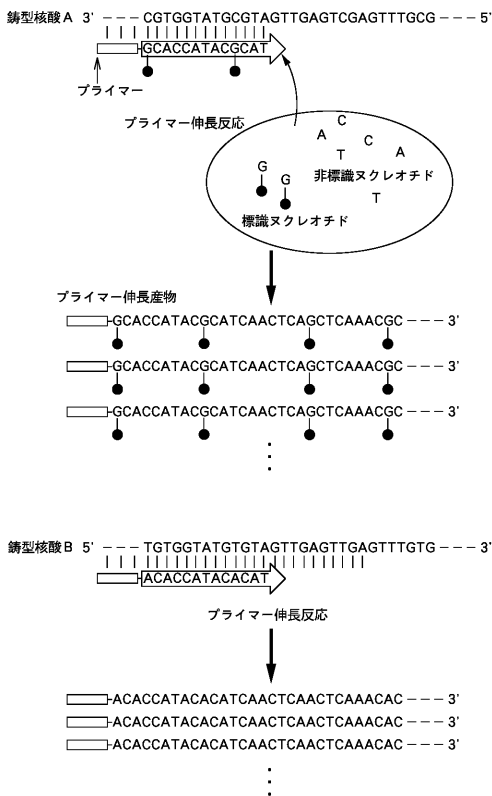 鋳型核酸A 3' --- CGTGGTATGCGTAGTTGAGTCGAGTTTGCG --- 5'
GCACCATACGCAT
プライマー
プライマー伸長反応
C
A
C
T
A
G
G
非標識ヌクレオチド
T
標識ヌクレオチド
プライマー伸長産物
GCACCATACGCATCAACTCAGCTCAAACGC --- 3'
GCACCATACGCATCAACTCAGCTCAAACGC --- 3'
GCACCATACGCATCAACTCAGCTCAAACGC --- 3'
鋳型核酸B 5' --- TGTGGTATGTGTAGTTGAGTTGAGTTTGTG --- 3'
ACACCATACACAT
プライマー伸長反応
ACACCATACACATCAACTCAACTCAAACAC --- 3'
ACACCATACACATCAACTCAACTCAAACAC --- 3'
ACACCATACACATCAACTCAACTCAAACAC --- 3'